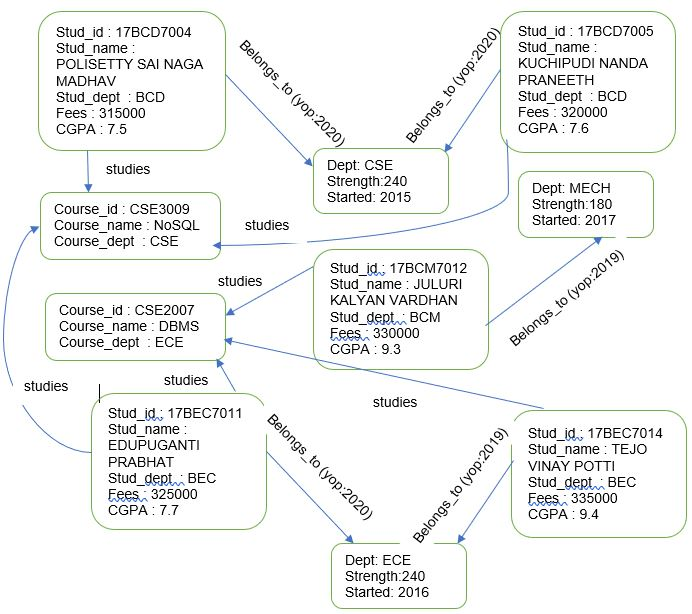 Stud_id : 17BCD7004
Stud_name :
POLISETTY SAI NAGA
MADHAV
Stud_dept : BCD
Fees : 315000
CGPA : 7.5
Belongs_to (yop:2020)
Belongs_to (yop:2020)
Stud_id : 17BCD7005
Stud_name :
KUCHIPUDI NANDA
PRANEETH
Stud_dept : BCD
Fees : 320000
CGPA : 7.6
studies
Dept: CSE
Strength:240
Started: 2015
Dept: MECH
Strength:180
Started: 2017
Course_id : CSE3009
Course_name : NoSQL
Course_dept : CSE
studies
studies
Stud_id : 17BCM7012
Stud_name : JULURI
KALYAN VARDHAN
Stud_dept : BCM
Fees : 330000
CGPA : 9.3
Belongs_to (yop:2019)
Course_id : CSE2007
Course_name : DBMS
Course_dept : ECE
studies
studies
studies
Stud_id : 17BEC7011
Stud_name :
EDUPUGANTI
PRABHAT
Stud_dept : BEC
Fees : 325000
CGPA : 7.7
Belongs_to (yop:2020)
Belongs_to (yop:2019)
Stud_id : 17BEC7014
Stud_name : TEJO
VINAY POTTI
Stud_dept : BEC
Fees : 335000
CGPA : 9.4
Dept: ECE
Strength:240
Started: 2016